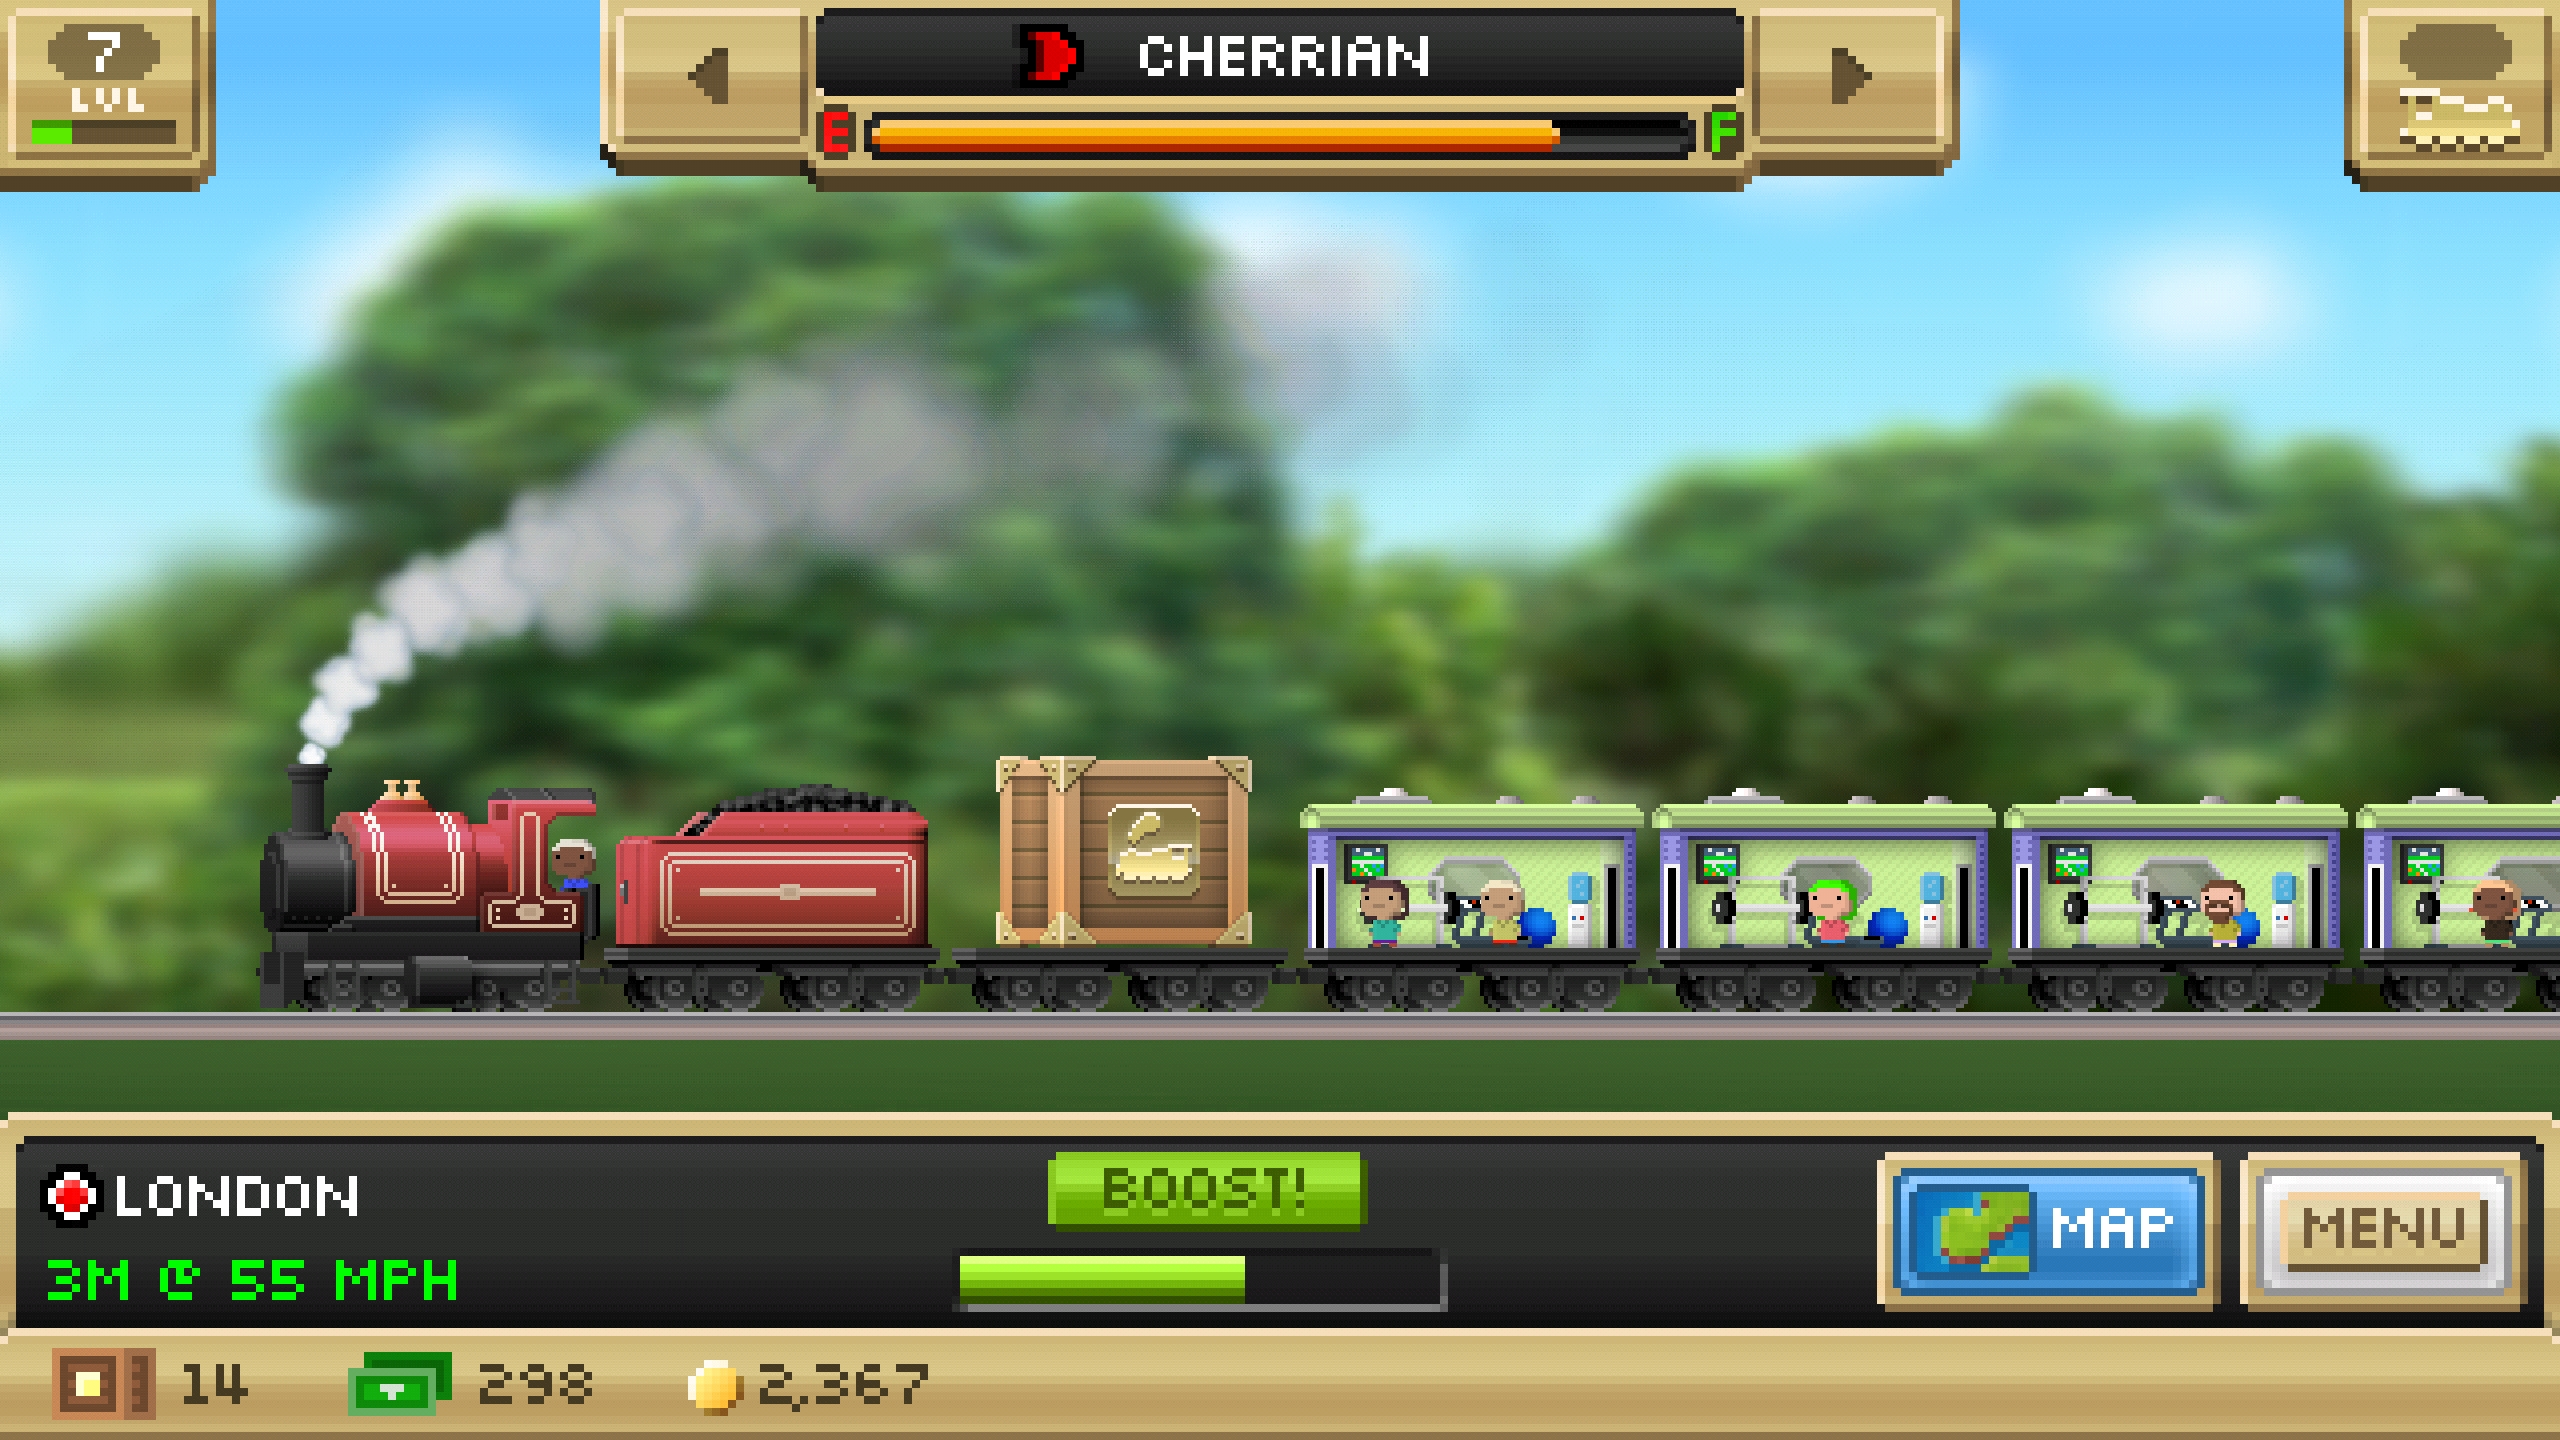 7
LVL
CHERRIAN
E F
LONDON
3M @ 55 MPH
BOOST!
MAP
MENU
14 298 2,367